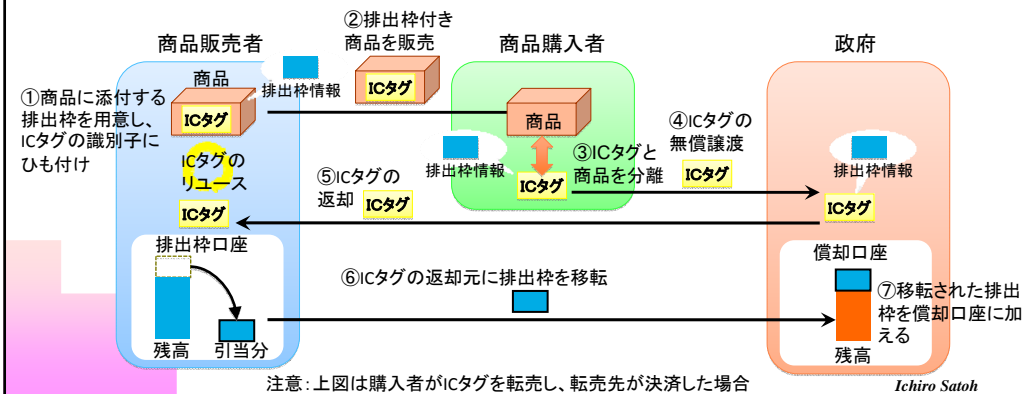 商品販売者
商品購入者
政府
①商品に添付する
排出枠を用意し、
ICタグの識別子に
ひも付け
商品
ICタグ
排出枠情報
②排出枠付き
商品を販売
ICタグ
商品
排出枠情報
ICタグ
③ICタグと
商品を分離
④ICタグの
無償譲渡
ICタグ
排出枠情報
ICタグ
⑤ICタグの
返却
ICタグ
ICタグの
リユース
ICタグ
排出枠口座
残高
引当分
⑥ICタグの返却元に排出枠を移転
償却口座
残高
⑦移転された排出
枠を償却口座に加
える
注意：上図は購入者がICタグを転売し、転売先が決済した場合
Ichiro Satoh